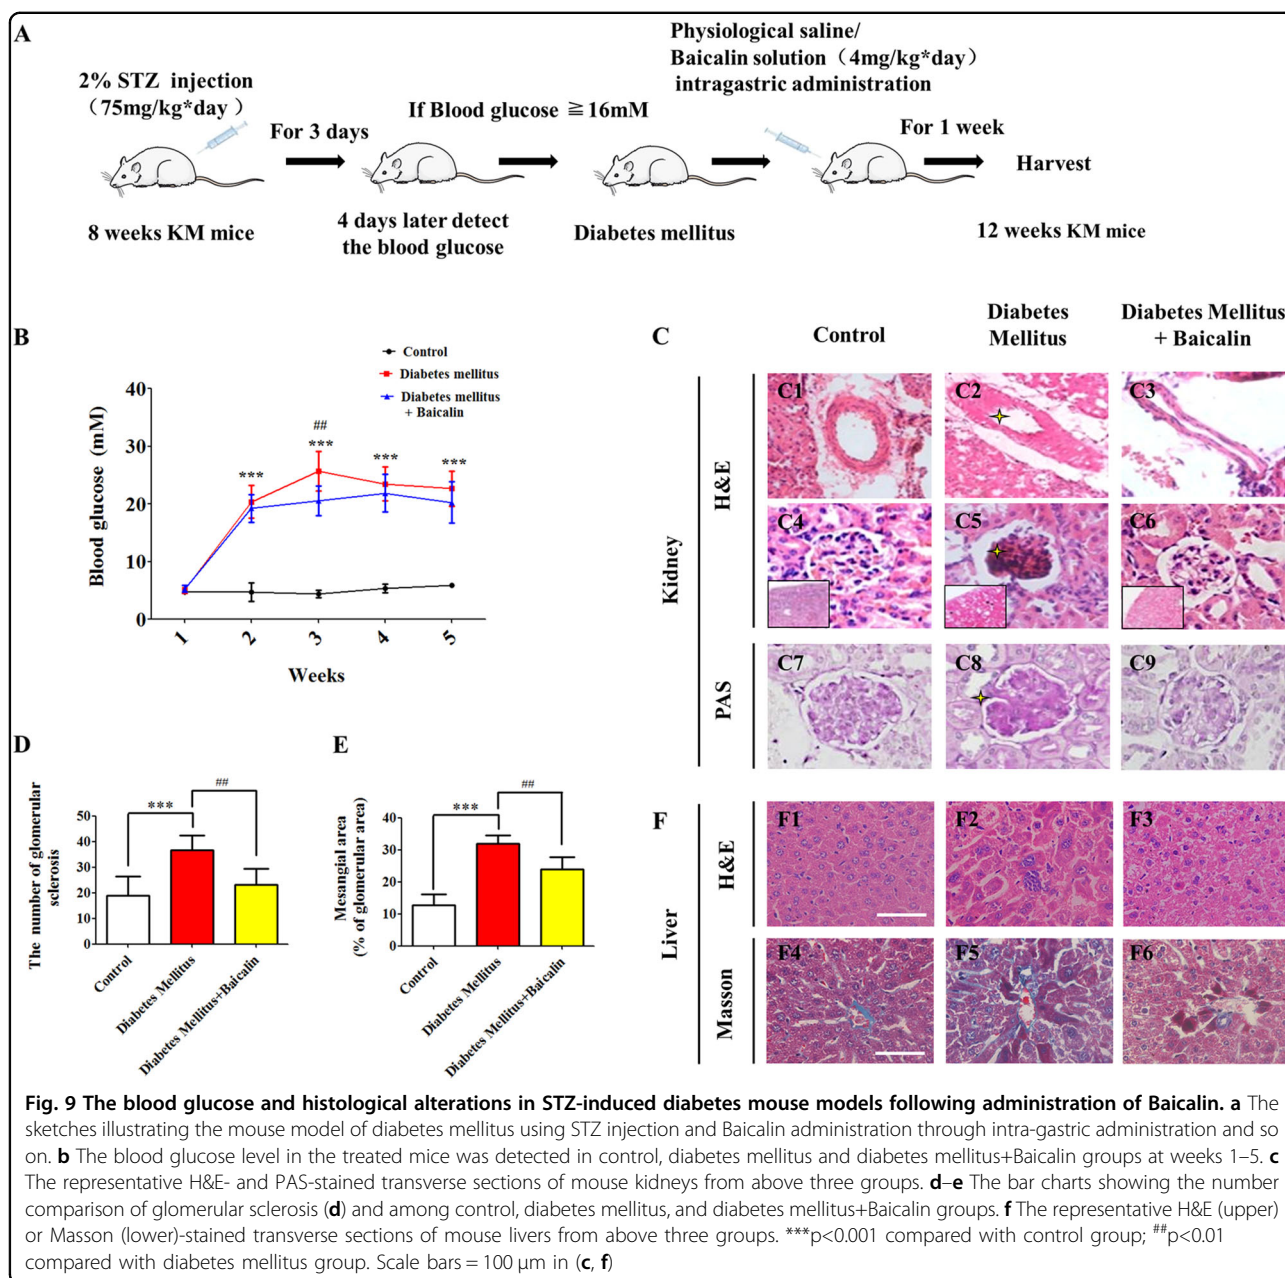 A
Physiological saline/
Baicalin solution（4mg/kg*day）
intragastric administration
2% STZ injection
（75mg/kg*day ）
For 3 days
If Blood glucose ≧16mM
For 1 week
Harvest
8 weeks KM mice
4 days later detect
the blood glucose
Diabetes mellitus
12 weeks KM mice
B
Control
Diabetes mellitus
Diabetes mellitus
+ Baicalin
Blood glucose (mM)
40
30
20
10
0
***
##
***
***
***
1
2
3
4
5
Weeks
C
Control
Diabetes
Mellitus
Diabetes Mellitus
+ Baicalin
Kidney
H&E
C1
C2
C3
C4
C5
C6
PAS
C7
C8
C9
D
The number of glomerular
sclerosis
50
40
30
20
10
0
***
##
Control
Diabetes Mellitus
Diabetes Mellitus+Baicalin
E
Mesangial area
(% of glomerular area)
40
30
20
10
0
***
##
Control
Diabetes Mellitus
Diabetes Mellitus+Baicalin
F
Liver
H&E
F1
F2
F3
Masson
F4
F5
F6
Fig. 9 The blood glucose and histological alterations in STZ-induced diabetes mouse models following administration of Baicalin. a The
sketches illustrating the mouse model of diabetes mellitus using STZ injection and Baicalin administration through intra-gastric administration and so
on. b The blood glucose level in the treated mice was detected in control, diabetes mellitus and diabetes mellitus+Baicalin groups at weeks 1–5. c
The representative H&E- and PAS-stained transverse sections of mouse kidneys from above three groups. d–e The bar charts showing the number
comparison of glomerular sclerosis (d) and among control, diabetes mellitus, and diabetes mellitus+Baicalin groups. f The representative H&E (upper)
or Masson (lower)-stained transverse sections of mouse livers from above three groups. ***p<0.001 compared with control group; ##p<0.01
compared with diabetes mellitus group. Scale bars = 100 μm in (c, f)